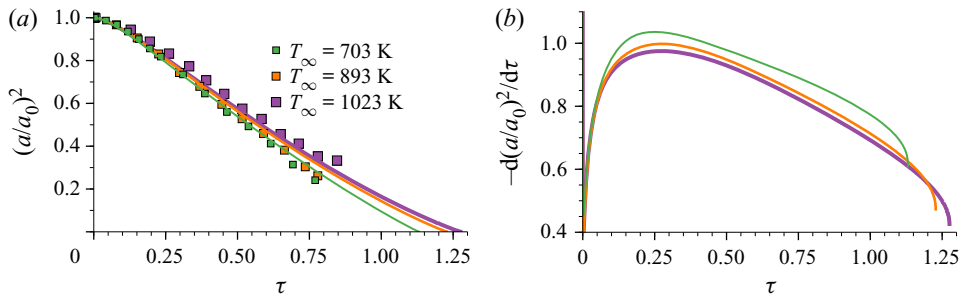 (a)
1.0
0.8
0.6
0.4
0.2
(a/a₀)²
T∞ = 703 K
T∞ = 893 K
T∞ = 1023 K
0 0.25 0.50 0.75 1.00 1.25
τ
(b)
1.2
1.0
0.8
0.6
0.4
−d(a/a₀)²/dτ
0 0.25 0.50 0.75 1.00 1.25
τ